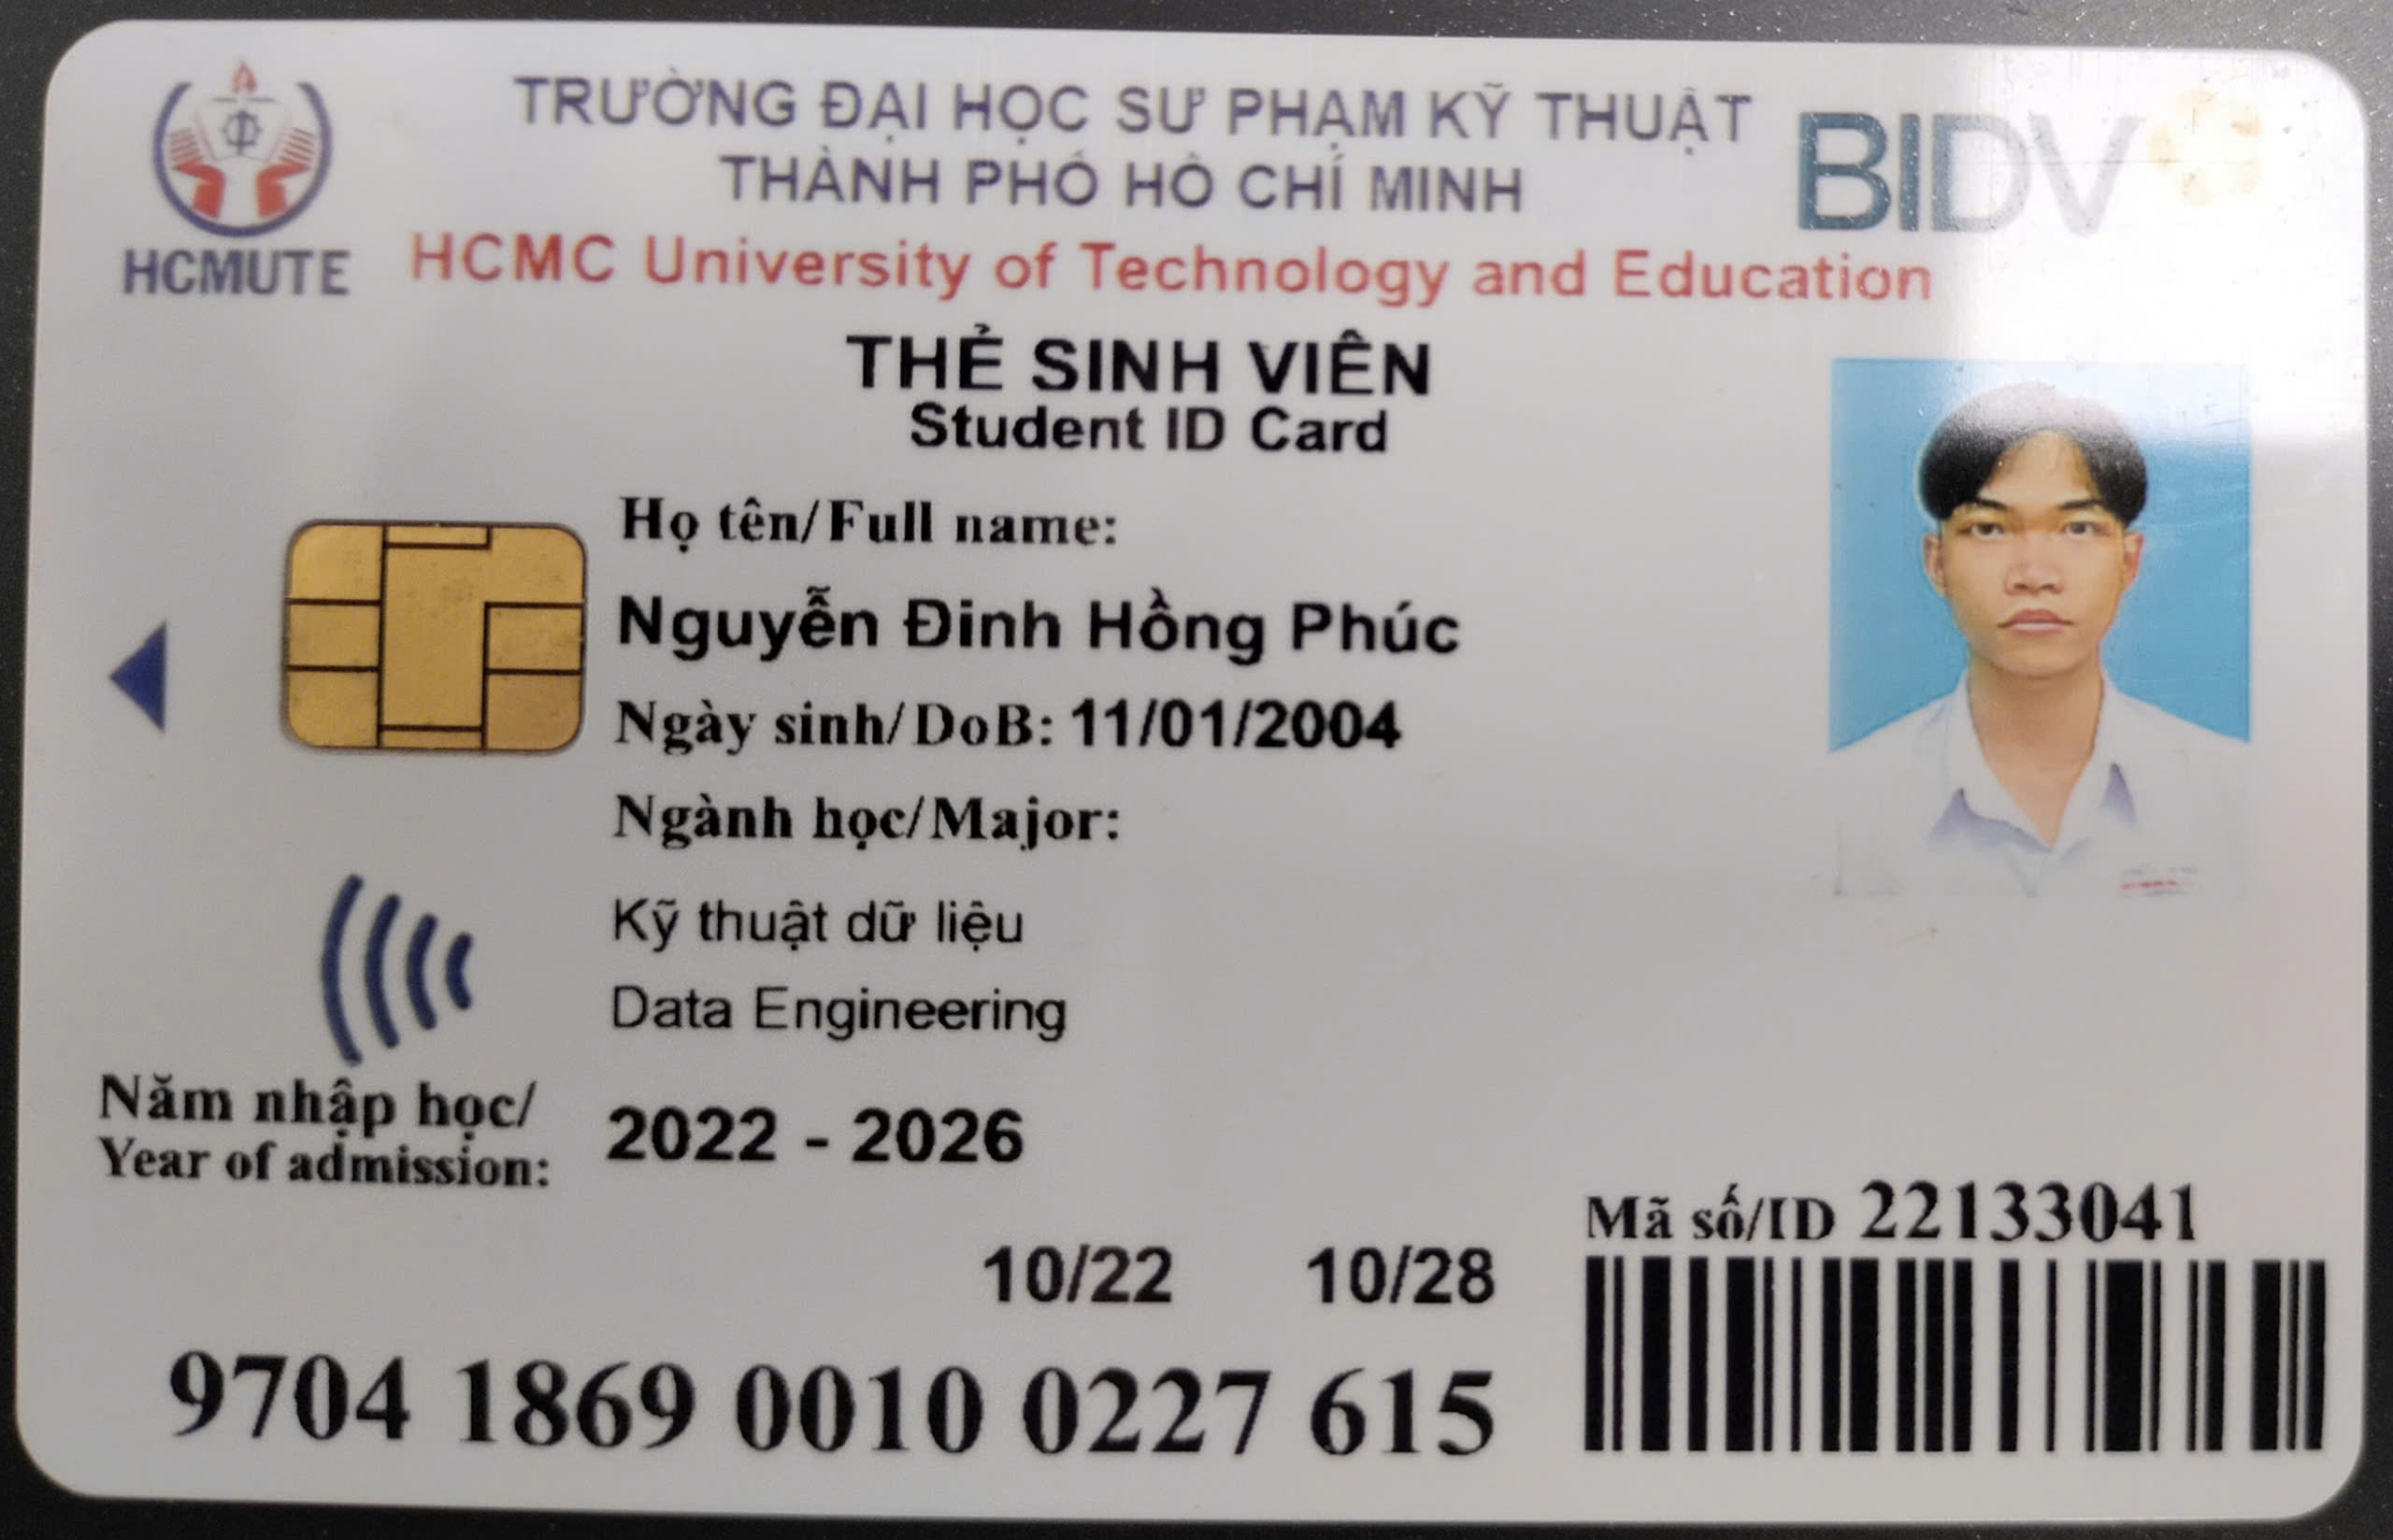 TRƯỜNG ĐẠI HỌC SƯ PHẠM KỸ THUẬT
THÀNH PHỐ HỒ CHÍ MINH
BIDV
HCMUTE
HCMC University of Technology and Education
THẺ SINH VIÊN
Student ID Card
Họ tên/Full name:
Nguyễn Đinh Hồng Phúc
Ngày sinh/DoB: 11/01/2004
Ngành học/Major:
Kỹ thuật dữ liệu
Data Engineering
Năm nhập học/
Year of admission: 2022 - 2026
Mã số/ID 22133041
10/22 10/28
9704 1869 0010 0227 615